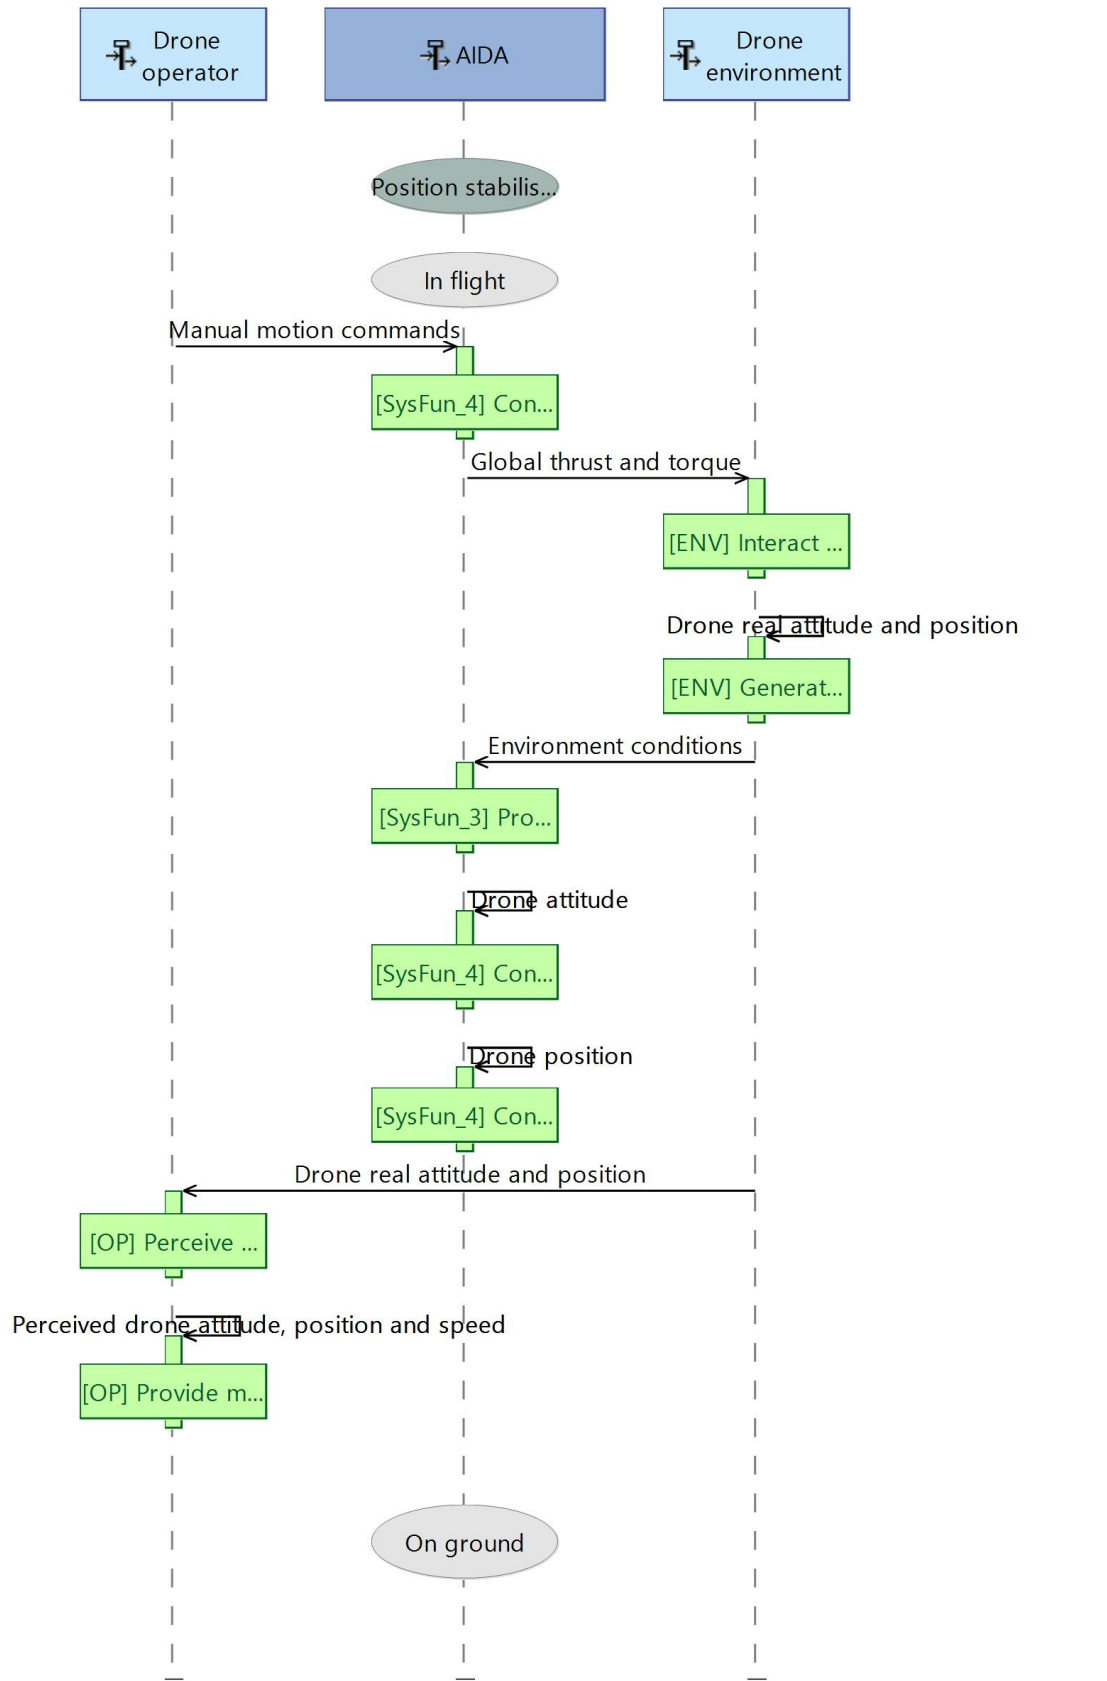 Drone
operator
AIDA
Drone
environment
Position stabilis...
In flight
Manual motion commands
[SysFun_4] Con...
Global thrust and torque
[ENV] Interact ...
Drone real attitude and position
[ENV] Generat...
Environment conditions
[SysFun_3] Pro...
Drone attitude
[SysFun_4] Con...
Drone position
[SysFun_4] Con...
Drone real attitude and position
[OP] Perceive ...
Perceived drone attitude, position and speed
[OP] Provide m...
On ground